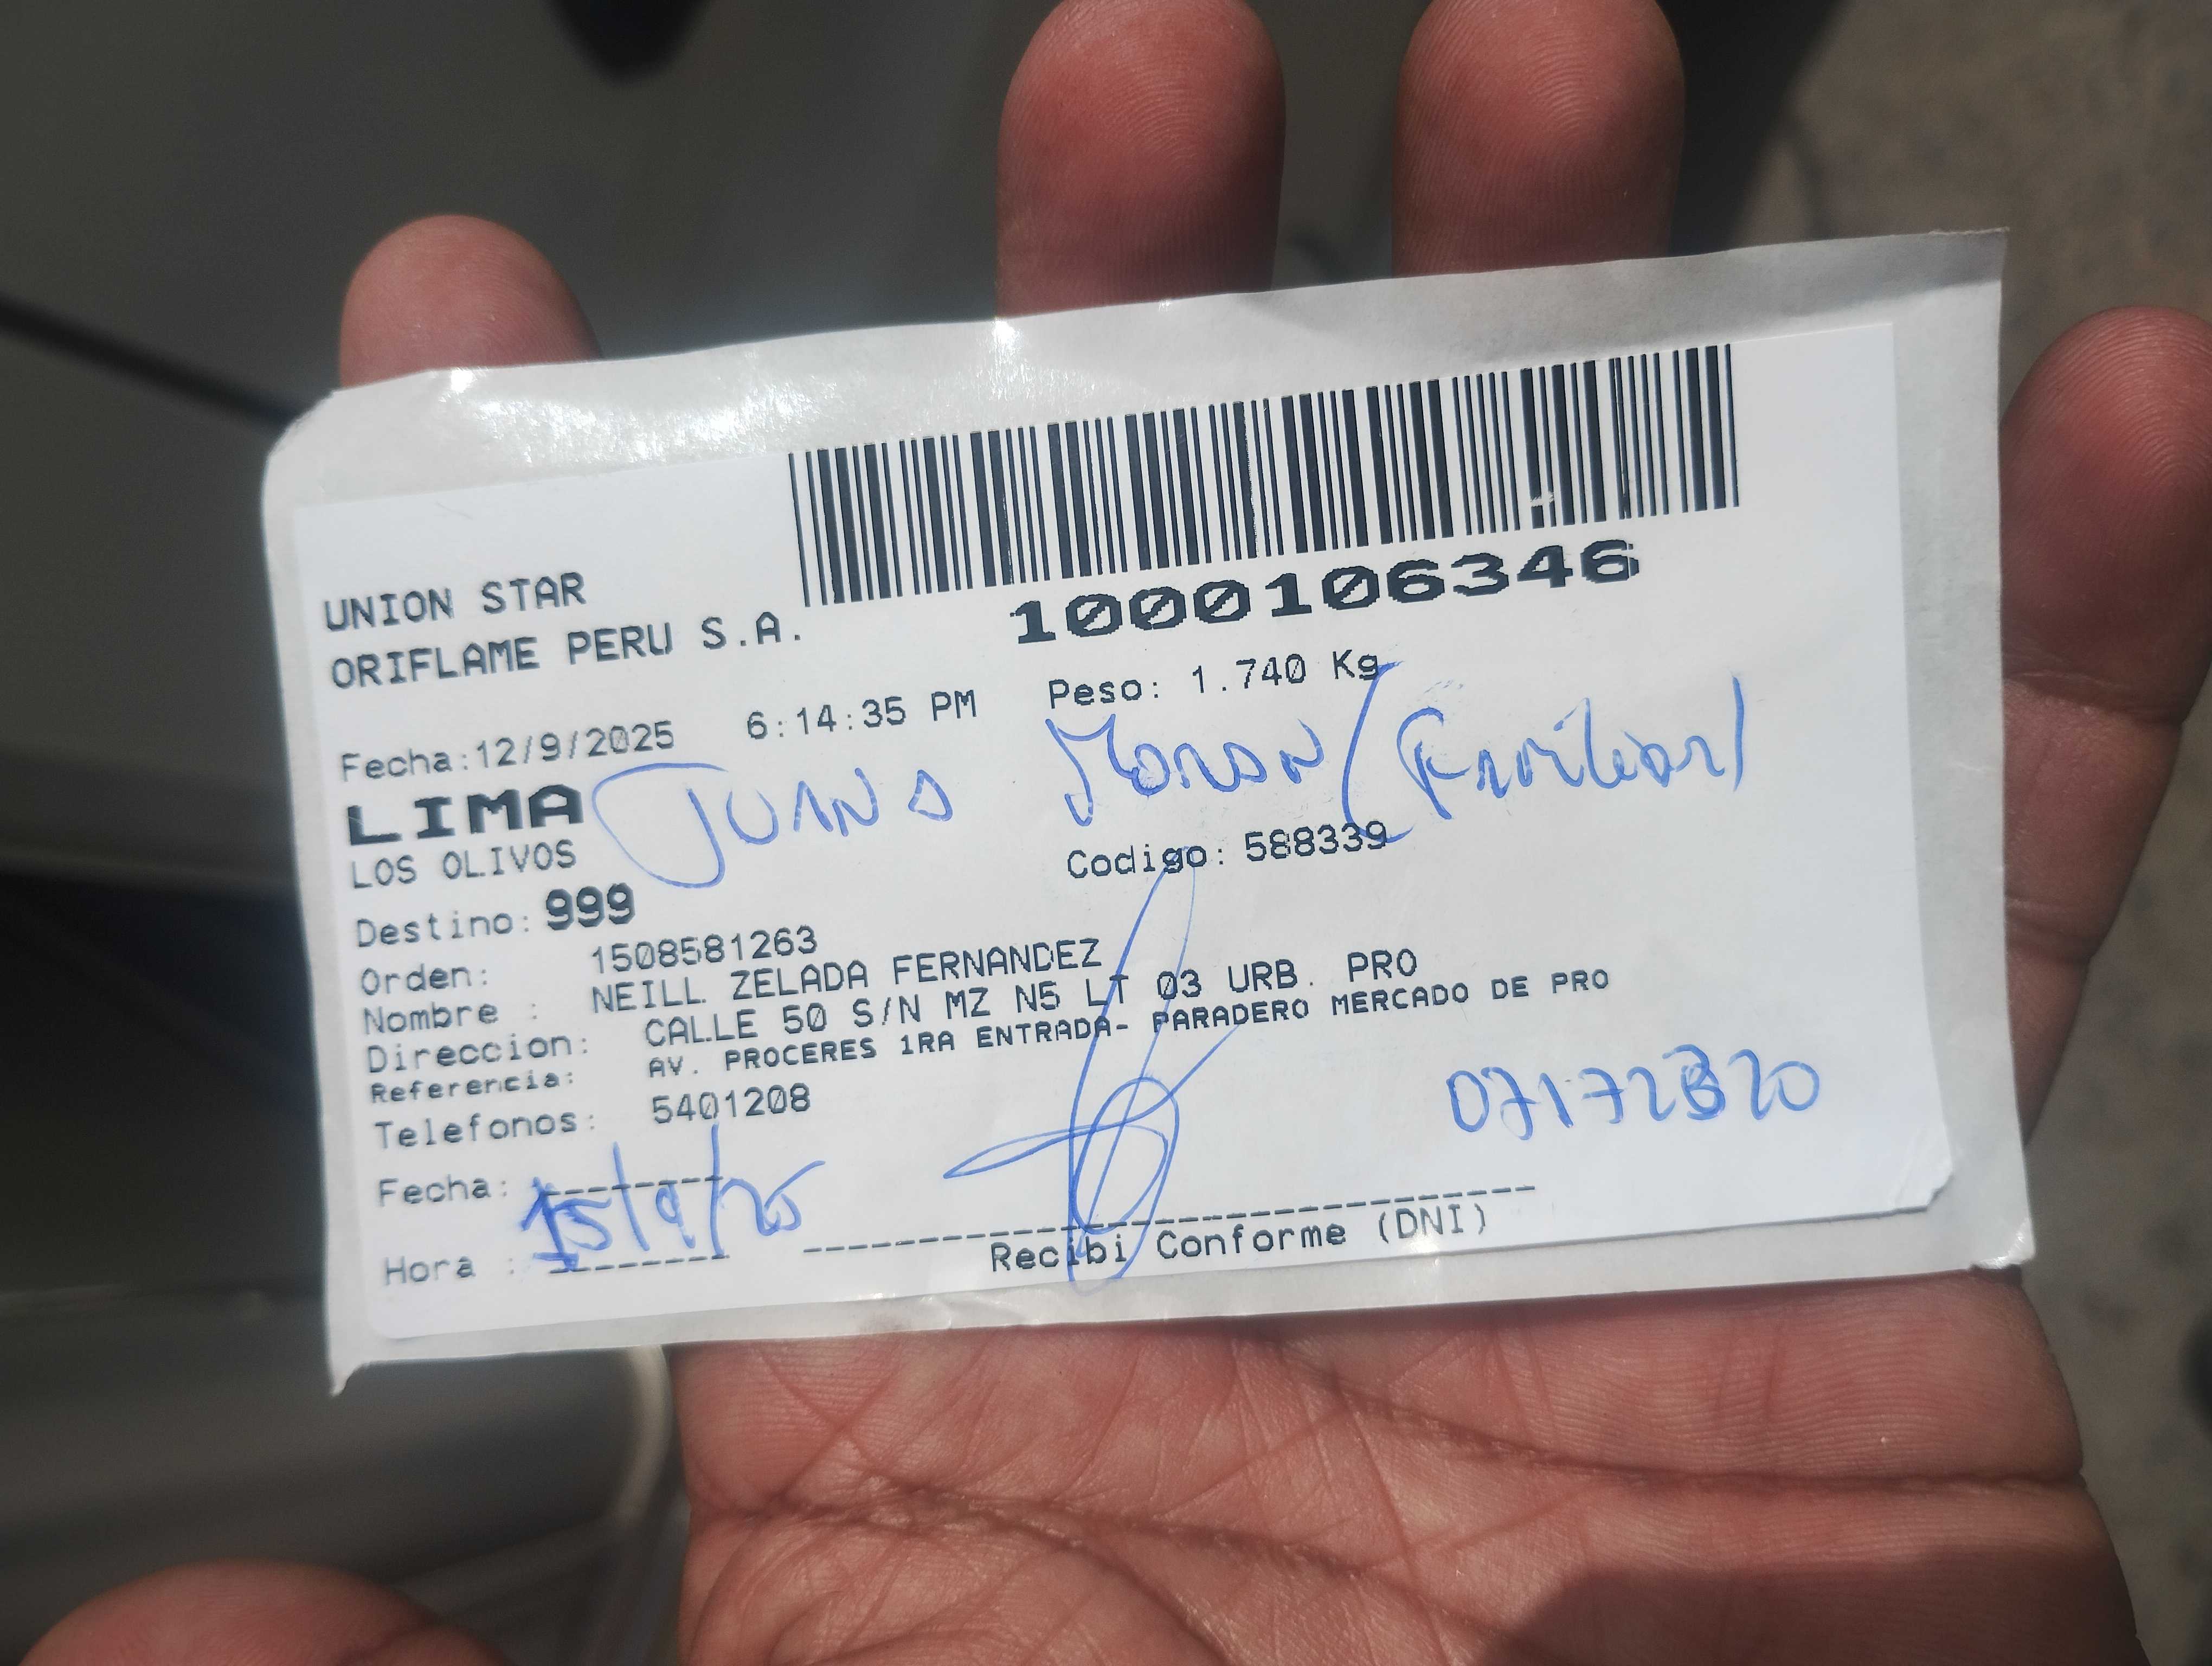 UNION STAR
ORIFLAME PERU S.A.
1000106346
Fecha:12/9/2025 6:14:35 PM Peso: 1.740 Kg
LIMA
JUANA MORAN (Familiar)
LOS OLIVOS
Codigo: 588339
Destino: 999
Orden: 1508581263
Nombre : NEILL ZELADA FERNANDEZ
Direccion: CALLE 50 S/N MZ N5 LT 03 URB. PRO
Referencia: AV. PROCERES 1RA ENTRADA- PARADERO MERCADO DE PRO
Telefonos: 5401208
Fecha: 15/9/25
Hora :
Recibi Conforme (DNI)